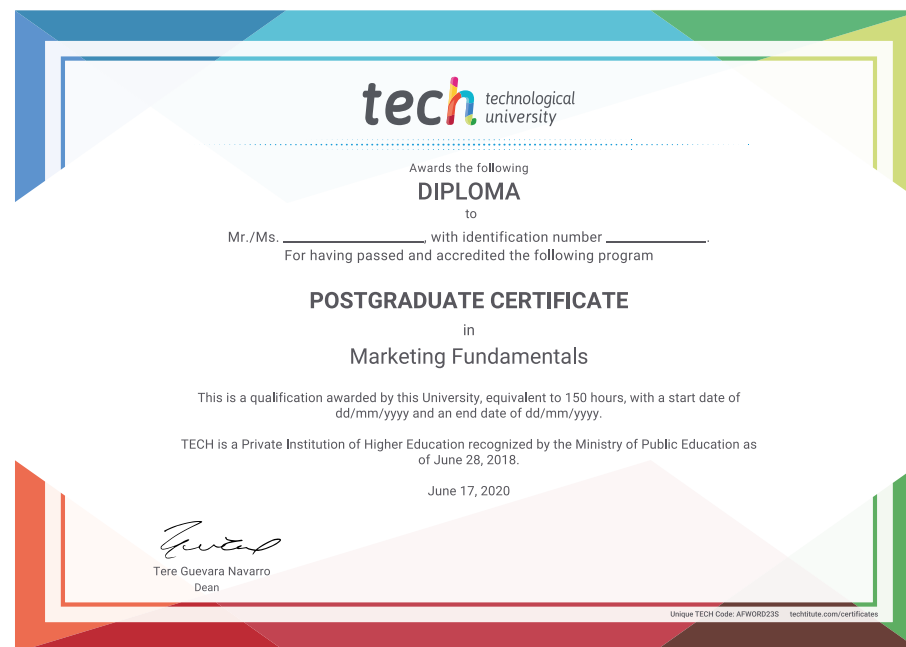 tech technological
university
Awards the following
DIPLOMA
to
Mr./Ms. ____________________, with identification number ______________.
For having passed and accredited the following program
POSTGRADUATE CERTIFICATE
in
Marketing Fundamentals
This is a qualification awarded by this University, equivalent to 150 hours, with a start date of
dd/mm/yyyy and an end date of dd/mm/yyyy.
TECH is a Private Institution of Higher Education recognized by the Ministry of Public Education as
of June 28, 2018.
June 17, 2020
Tere Guevara Navarro
Dean
Unique TECH Code: AFWORD23S techtitute.com/certificates